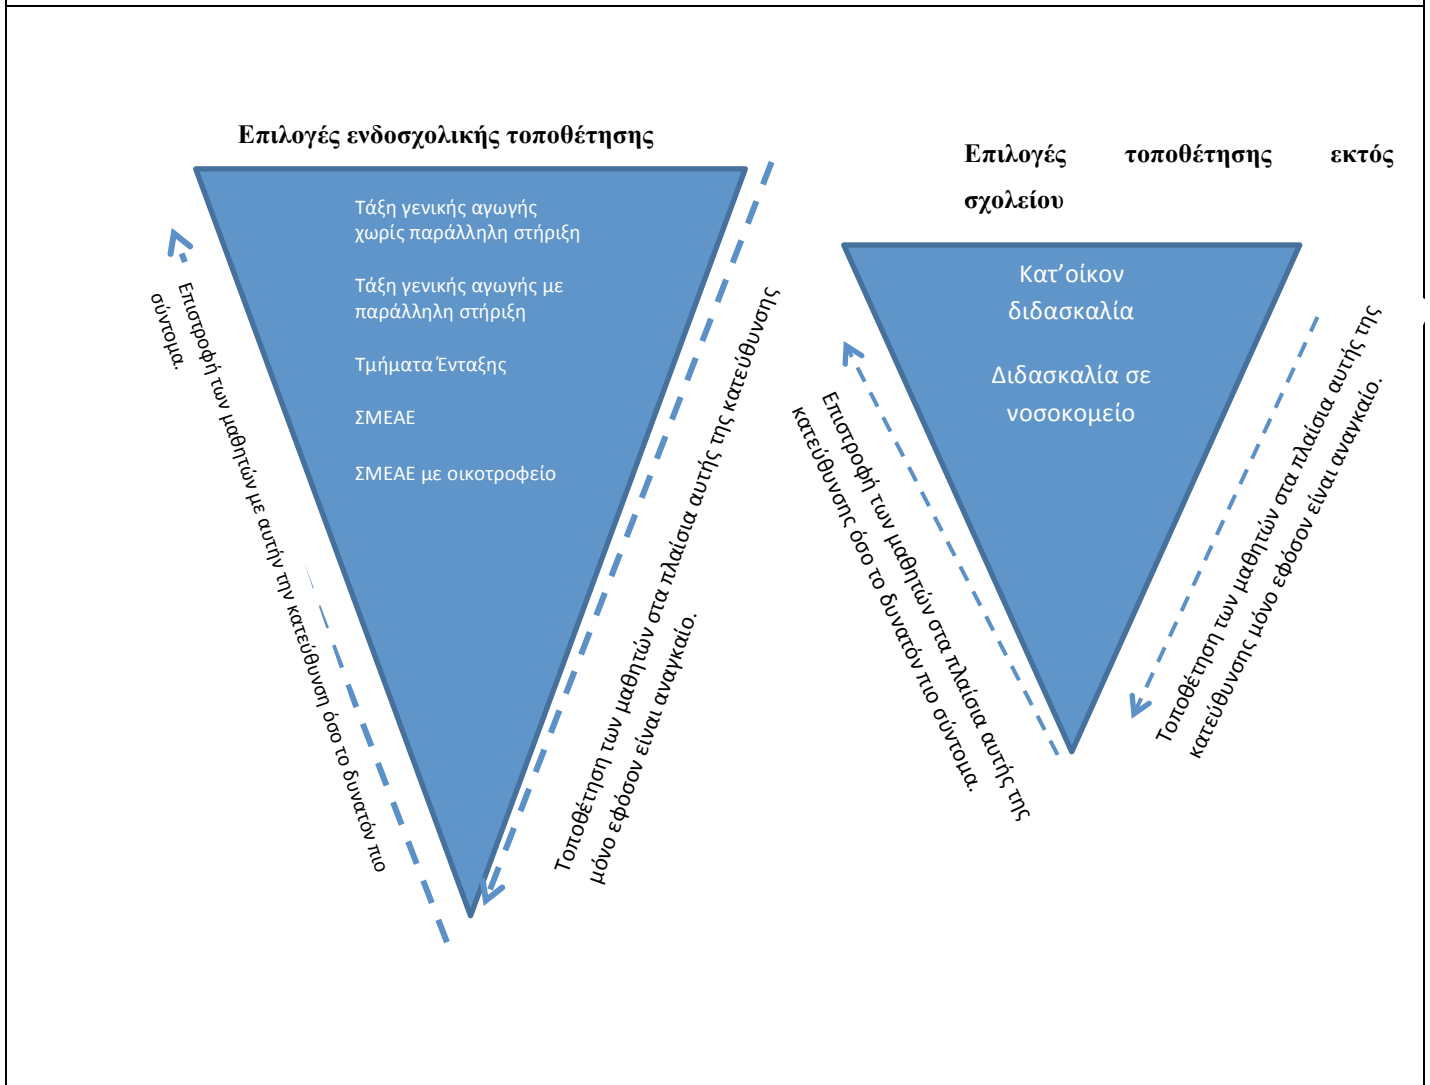 Επιλογές ενδοσχολικής τοποθέτησης
Τάξη γενικής αγωγής
χωρίς παράλληλη στήριξη
Τάξη γενικής αγωγής με
παράλληλη στήριξη
Τμήματα Ένταξης
ΣΜΕΑΕ
ΣΜΕΑΕ με οικοτροφείο
Επιστροφή των μαθητών με αυτήν την κατεύθυνση όσο το δυνατόν πιο
σύντομα.
Τοποθέτηση των μαθητών στα πλαίσια αυτής της κατεύθυνσης
μόνο εφόσον είναι αναγκαίο.
Επιλογές τοποθέτησης εκτός
σχολείου
Κατ’οίκον
διδασκαλία
Διδασκαλία σε
νοσοκομείο
Επιστροφή των μαθητών στα πλαίσια αυτής της
κατεύθυνσης όσο το δυνατόν πιο σύντομα.
Τοποθέτηση των μαθητών στα πλαίσια αυτής της
κατεύθυνσης μόνο εφόσον είναι αναγκαίο.